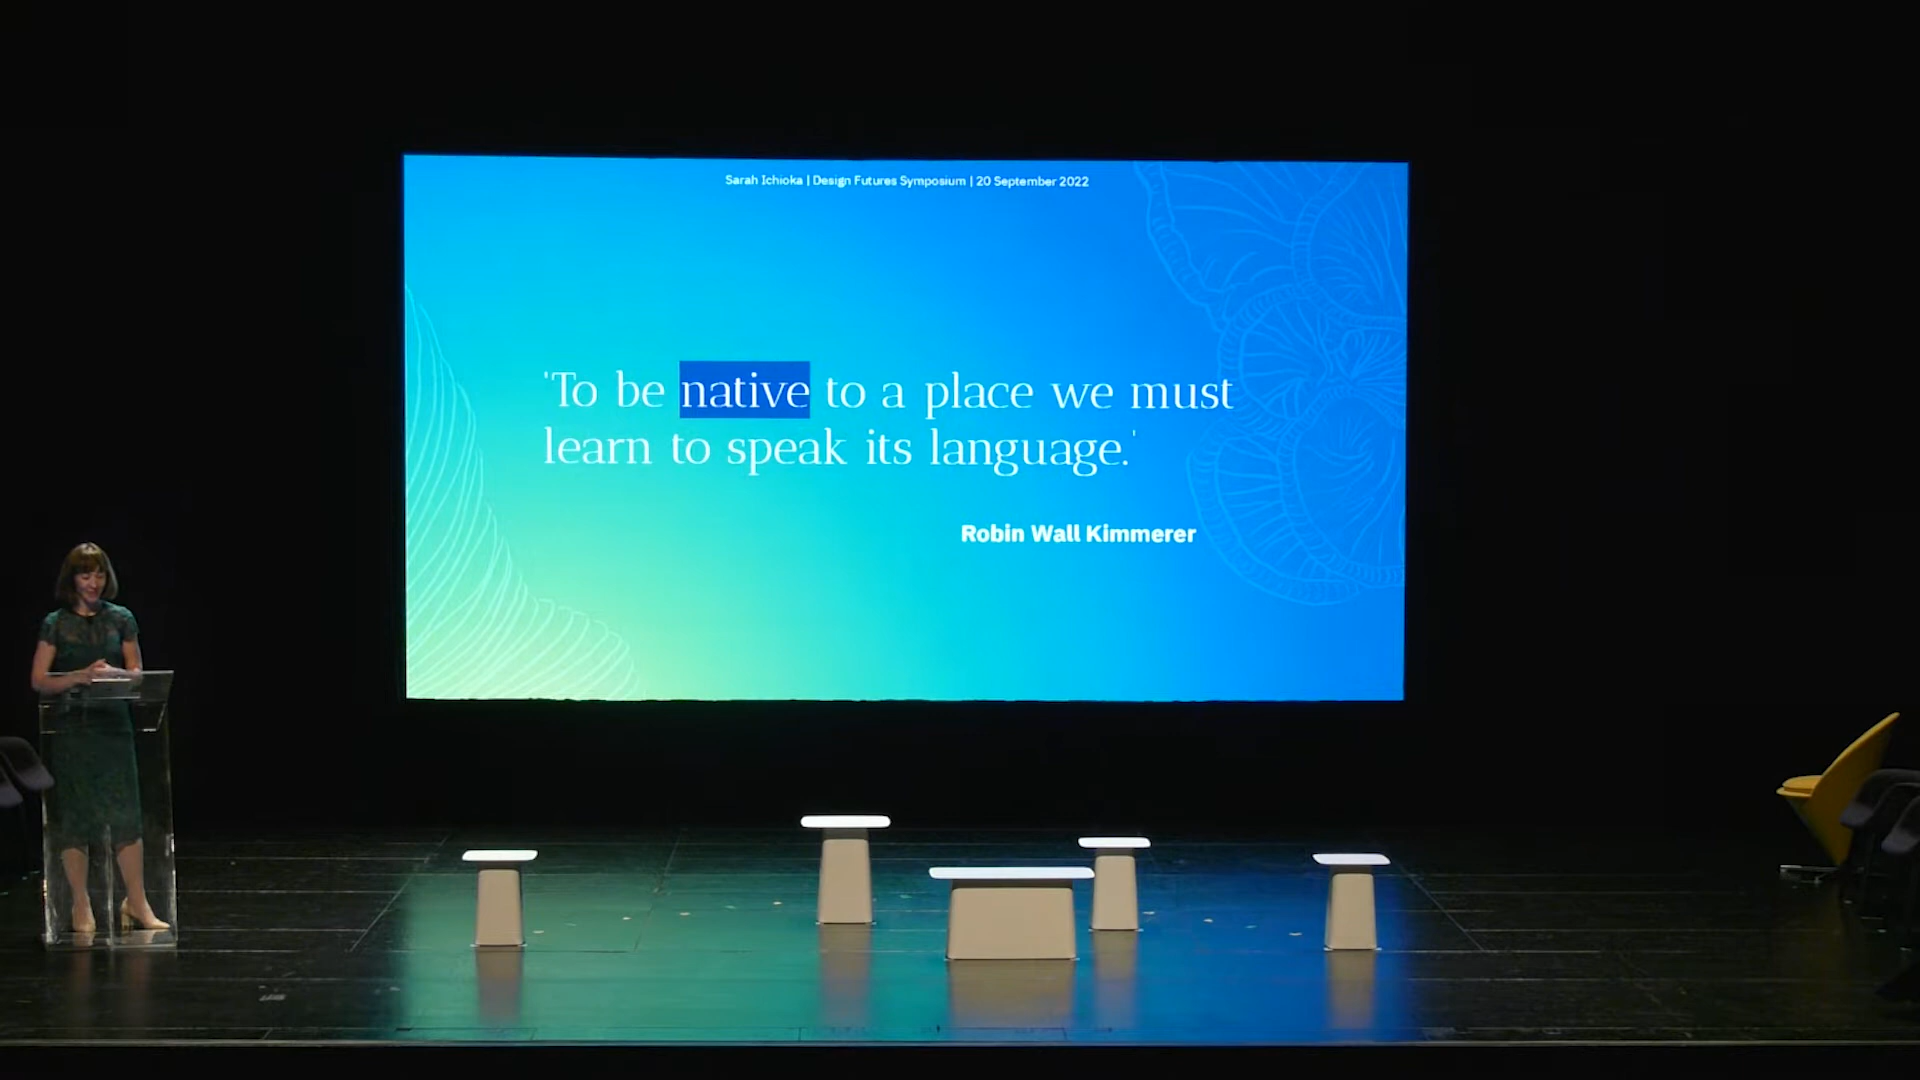 Sarah Ichioka | Design Futures Symposium | 20 September 2022
'To be native to a place we must
learn to speak its language.'
Robin Wall Kimmerer